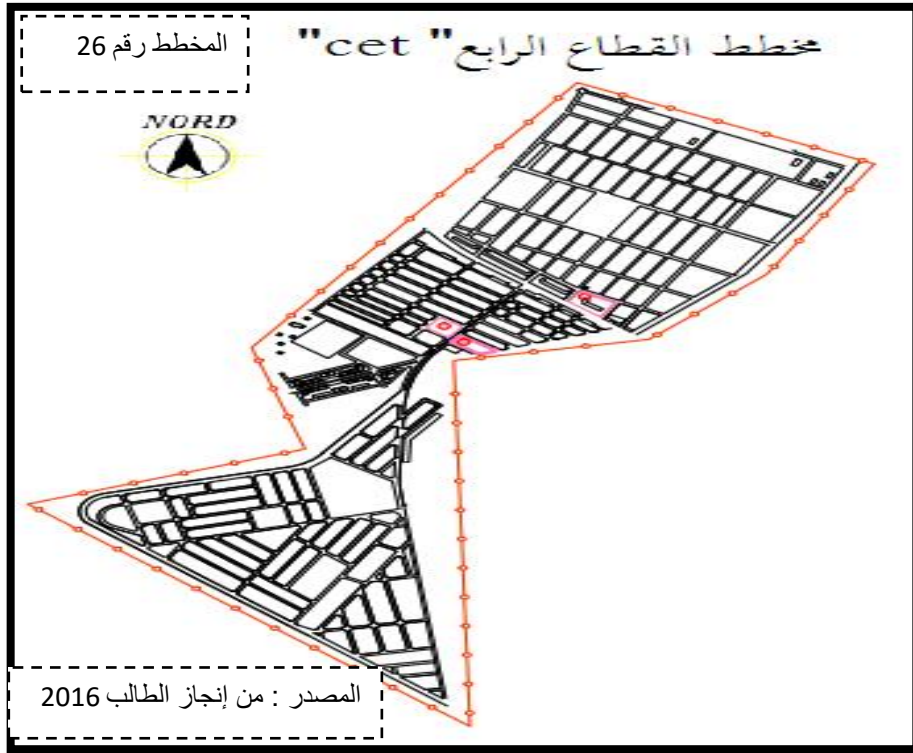 المخطط رقم 26
مخطط القطاع الرابع" cet"
NORD
المصدر : من إنجاز الطالب 2016